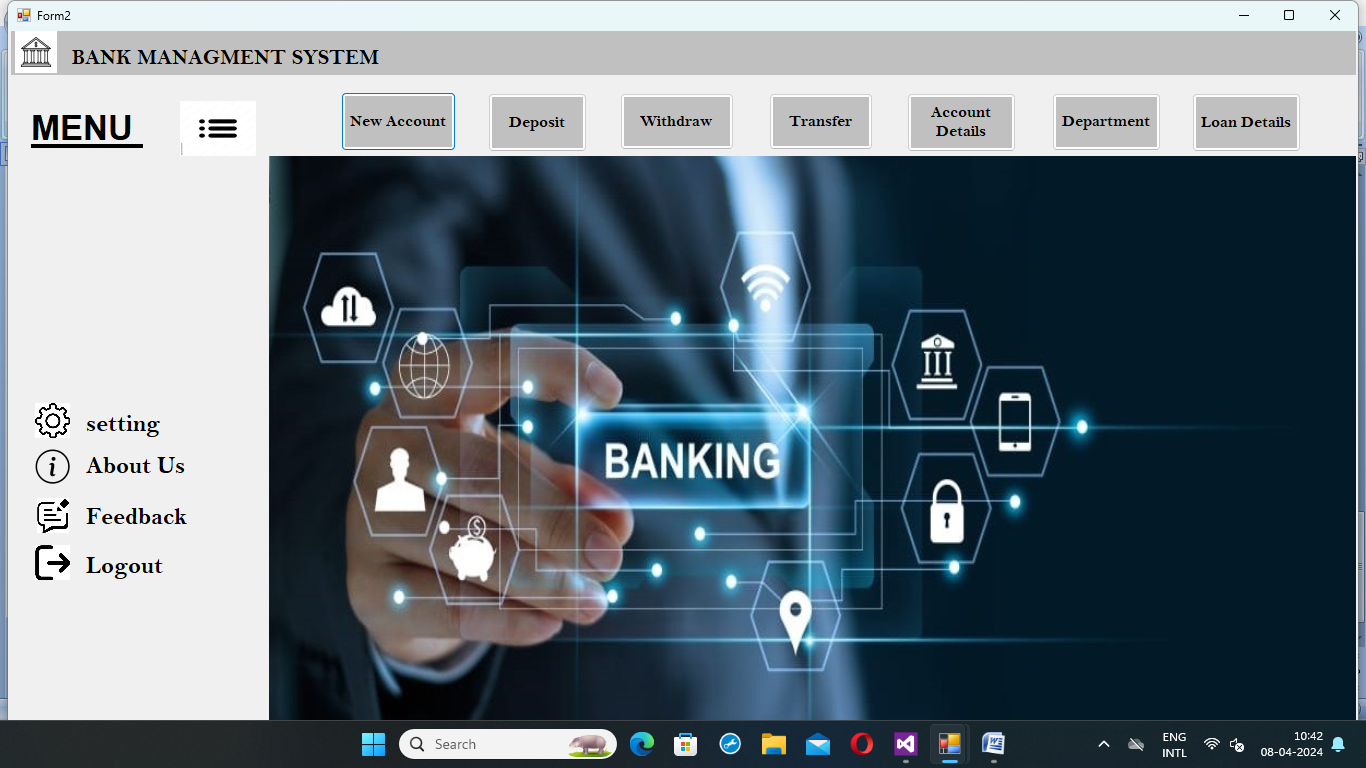 Form2
BANK MANAGMENT SYSTEM
MENU
New Account
Deposit
Withdraw
Transfer
Account
Details
Department
Loan Details
BANKING
setting
About Us
Feedback
Logout
Search
ENG
INTL
10:42
08-04-2024